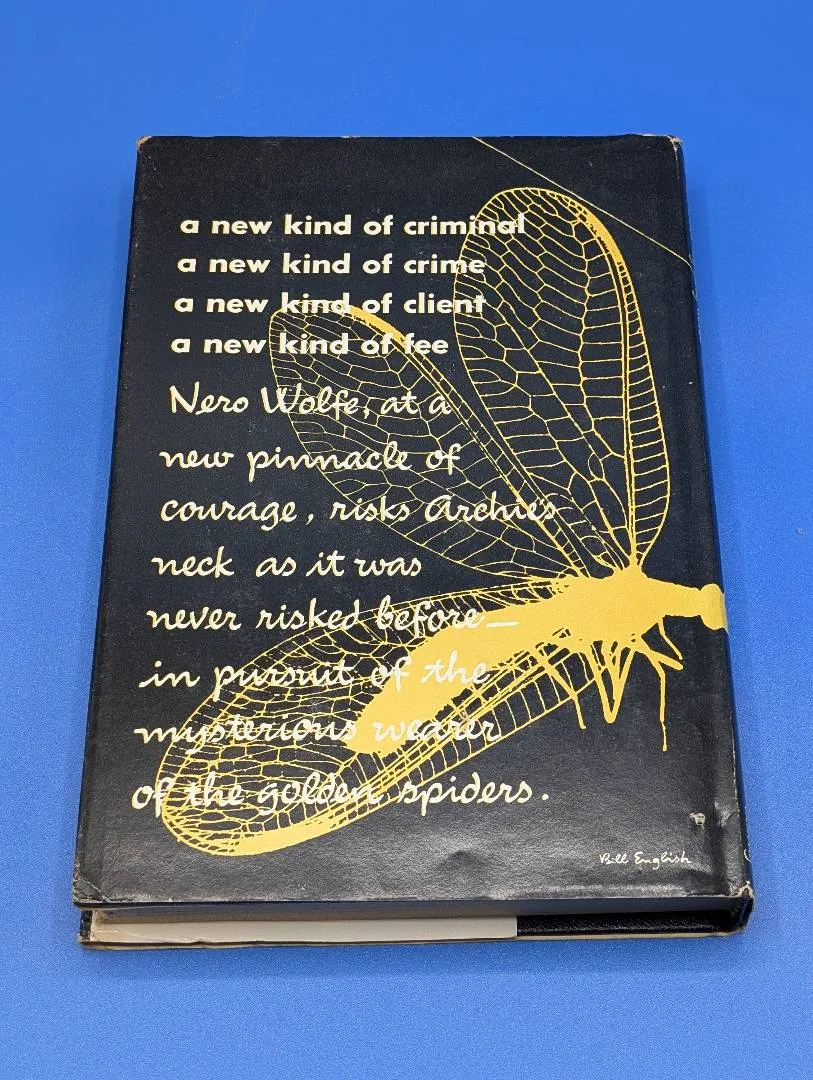 a new kind of criminal
a new kind of crime
a new kind of client
a new kind of fee
Nero Wolfe, at a
new pinnacle of
courage, risks Archie's
neck as it was
never risked before—
in pursuit of the
mysterious wearer
of the golden spiders.
Bill English